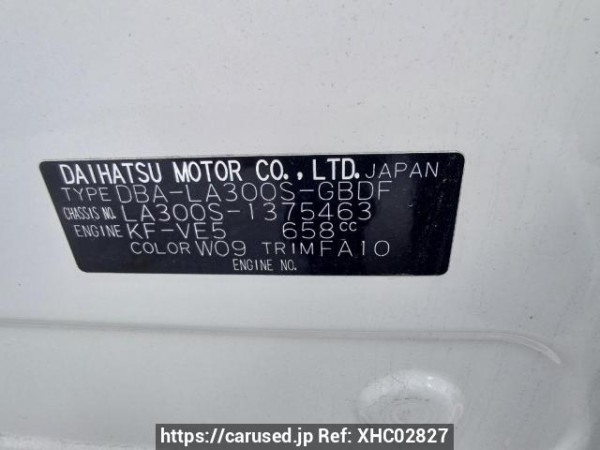 DAIHATSU MOTOR CO., LTD. JAPAN
TYPE DBA-LA300S-GBDF
CHASSIS NO. LA300S-1375463
ENGINE KF-VE5 658cc
COLOR W09 TRIM FA10
ENGINE NO.
https://carused.jp Ref: XHC02827